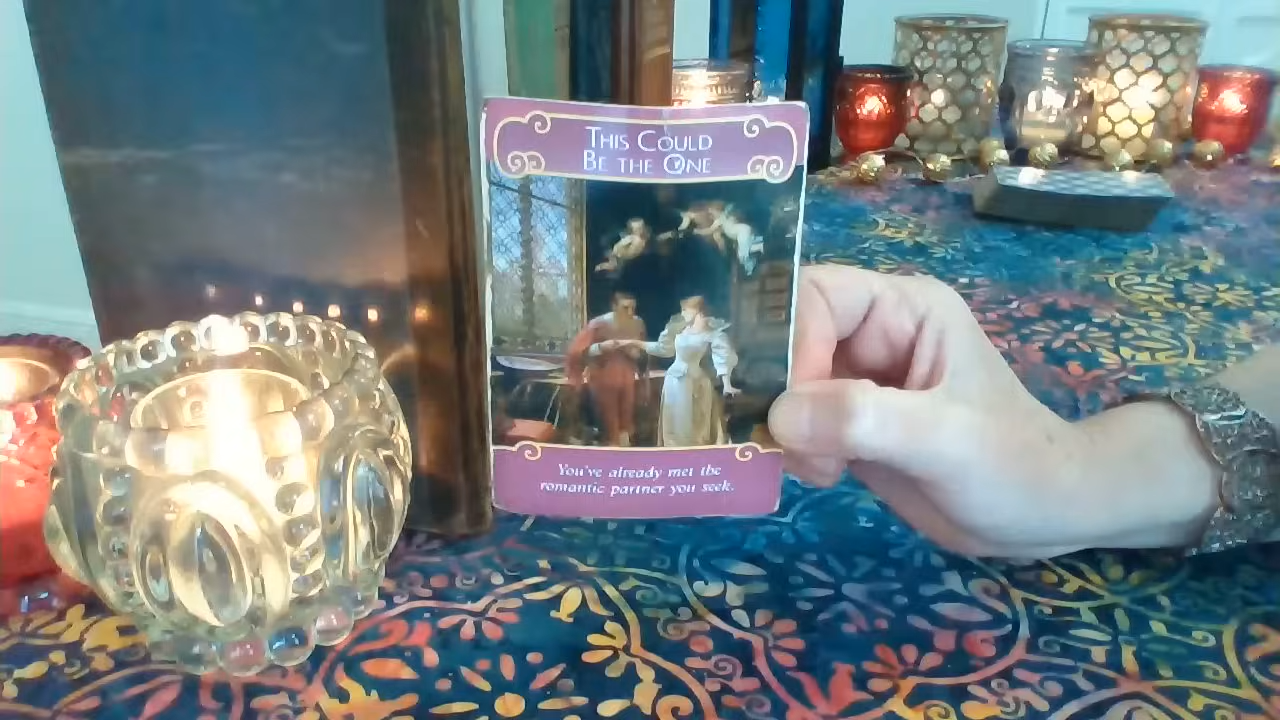 THIS COULD
BE THE ONE
You've already met the
romantic partner you seek.